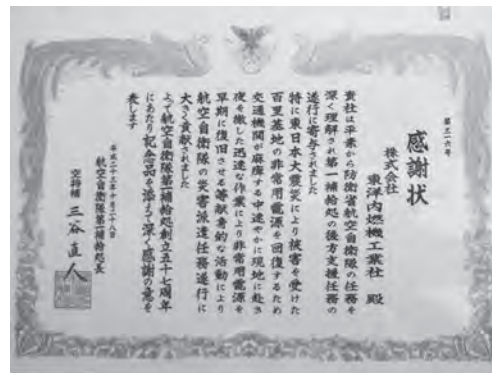 第三一六号
感謝状
株式会社
東洋内燃機工業社 殿
貴社は平素から防衛省航空自衛隊の任務を
深く理解され第一補給処の後方支援任務の
遂行に寄与されました
特に東日本大震災により被害を受けた
百里基地の非常用電源を回復するため
交通機関が麻痺する中速やかに現地に赴き
夜を徹した迅速な作業により非常用電源を
早期に復旧させる等献身的な活動により
航空自衛隊の災害派遣任務遂行に
大きく貢献されました
よって航空自衛隊第一補給処創立五十七周年
にあたり記念品を添えて深く感謝の意を
表します
平成二十三年十月二十八日
航空自衛隊第一補給処長
空将補 三谷直人